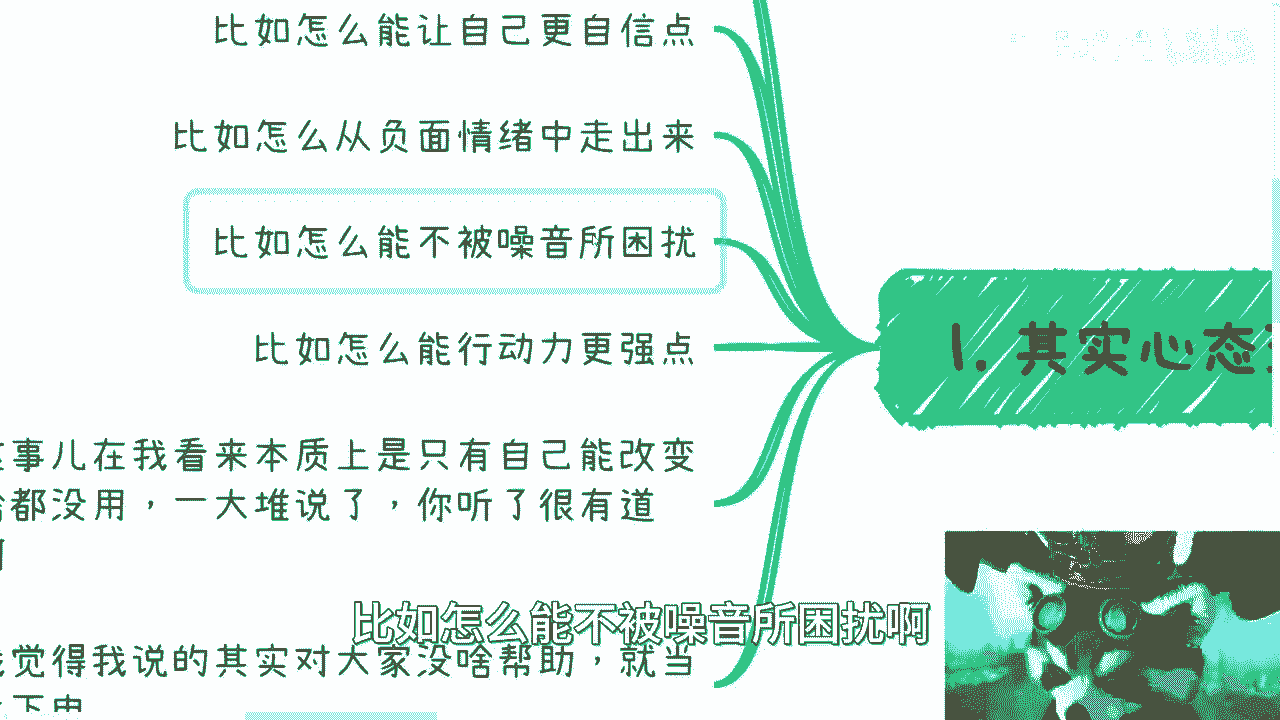 比如怎么能让自己更自信点
比如怎么从负面情绪中走出来
比如怎么能不被噪音所困扰
比如怎么能行动力更强点
1. 其实心态
事儿在我看来本质上是只有自己能改变
都没用，一大堆说了，你听了很有道
比如怎么能不被噪音所困扰啊
觉得我说的其实对大家没啥帮助，就当